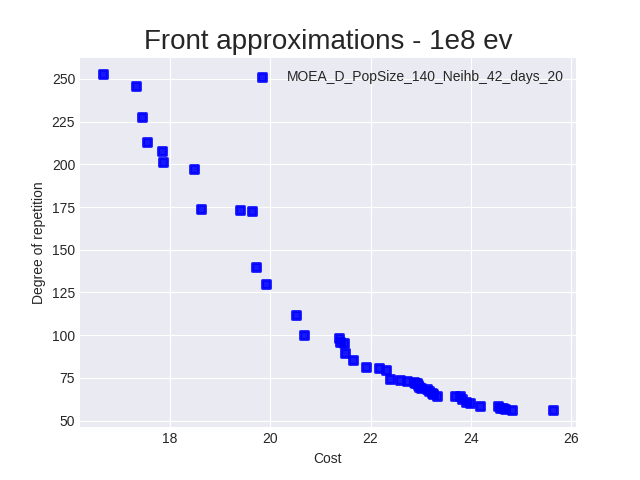 Front approximations - 1e8 ev
MOEA_D_PopSize_140_Neihb_42_days_20
250
225
200
175
150
125
100
75
50
Degree of repetition
18 20 22 24 26
Cost